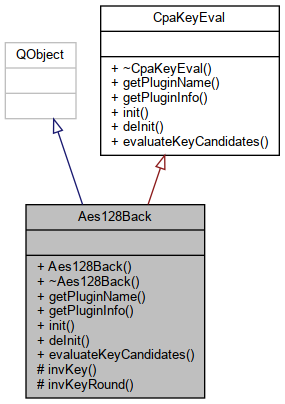 QObject
CpaKeyEval
+ ~CpaKeyEval()
+ getPluginName()
+ getPluginInfo()
+ init()
+ deInit()
+ evaluateKeyCandidates()
Aes128Back
+ Aes128Back()
+ ~Aes128Back()
+ getPluginName()
+ getPluginInfo()
+ init()
+ deInit()
+ evaluateKeyCandidates()
# invKey()
# invKeyRound()